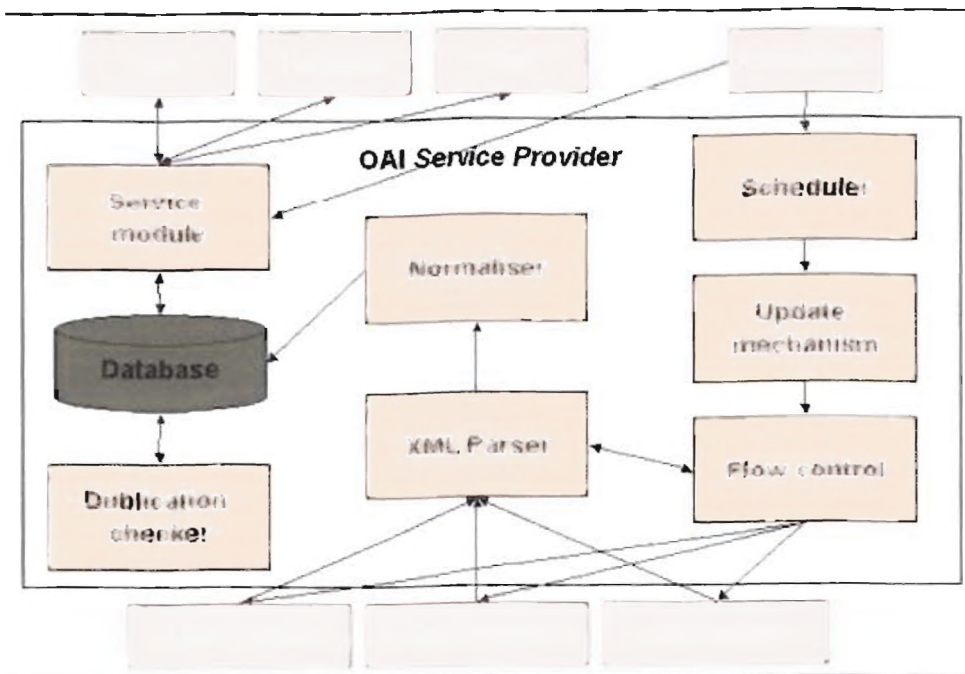 OAI Service Provider
Service
module
Scheduler
Normaliser
Update
mechanism
Database
XML Parser
Flow control
Dublication
checker